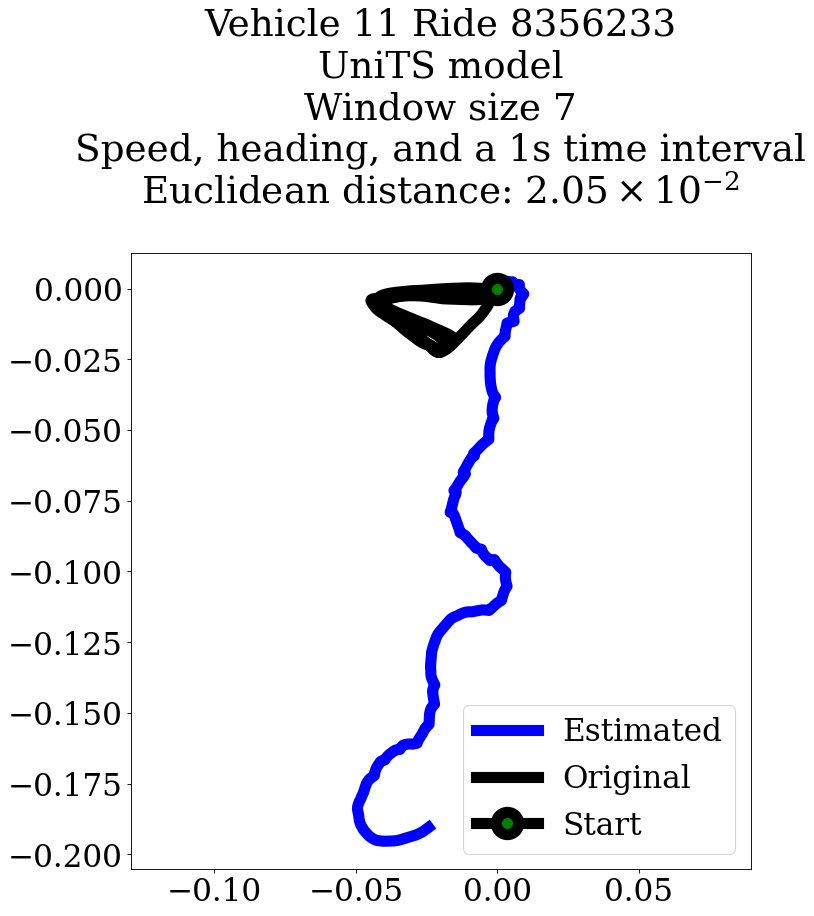 Vehicle 11 Ride 8356233
UniTS model
Window size 7
Speed, heading, and a 1s time interval
Euclidean distance: 2.05 × 10⁻²
0.000
−0.025
−0.050
−0.075
−0.100
−0.125
−0.150
−0.175
−0.200
Estimated
Original
Start
−0.10 −0.05 0.00 0.05